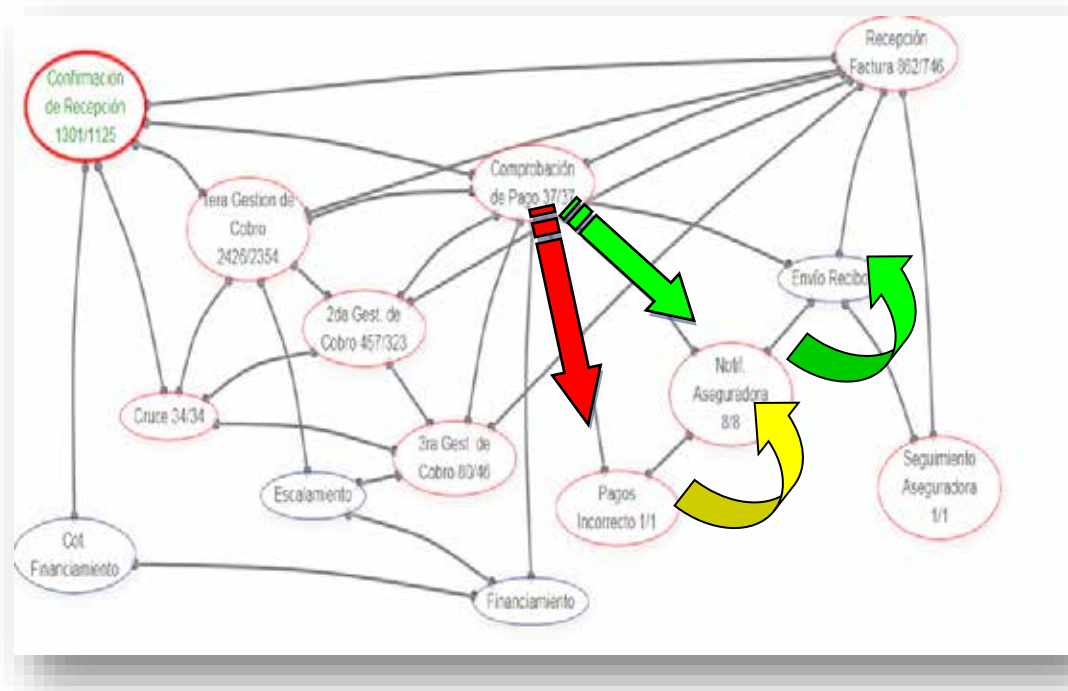 Confirmación
de Recepción
1301/1125
Recepción
Factura 862/746
Comprobación
de Pago 37/37
1era Gestion de
Cobro
2426/2354
Envío Recibo
2da Gest. de
Cobro 457/323
Notif.
Aseguradora
8/8
Cruce 34/34
3ra Gest. de
Cobro 80/46
Seguimiento
Aseguradora
1/1
Escalamiento
Pagos
Incorrecto 1/1
Cot.
Financiamiento
Financiamiento